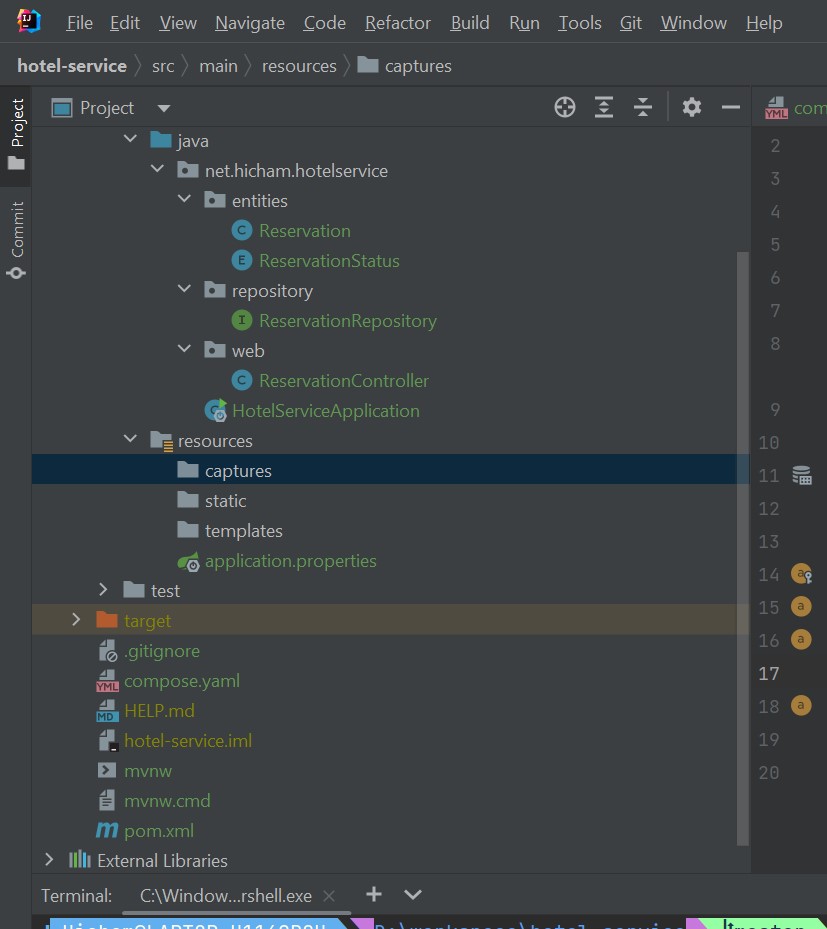 File Edit View Navigate Code Refactor Build Run Tools Git Window Help
hotel-service src main resources captures
Project
Project
Commit
java
net.hicham.hotelservice
entities
C Reservation
E ReservationStatus
repository
I ReservationRepository
web
C ReservationController
HotelServiceApplication
resources
captures
static
templates
application.properties
test
target
.gitignore
YML compose.yaml
MD HELP.md
hotel-service.iml
mvnw
mvnw.cmd
m pom.xml
External Libraries
YML com
2
3
4
5
6
7
8
9
10
11
12
13
14 a
15 a
16 a
17
18 a
19
20
Terminal: C:\Window...rshell.exe